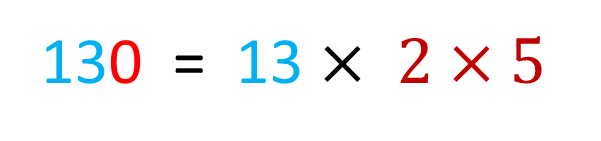 130 = 13 × 2 × 5